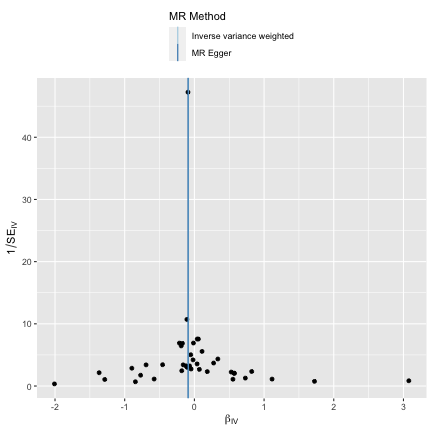 MR Method
Inverse variance weighted
MR Egger
1/SE_IV
40
30
20
10
0
-2 -1 0 1 2 3
β_IV